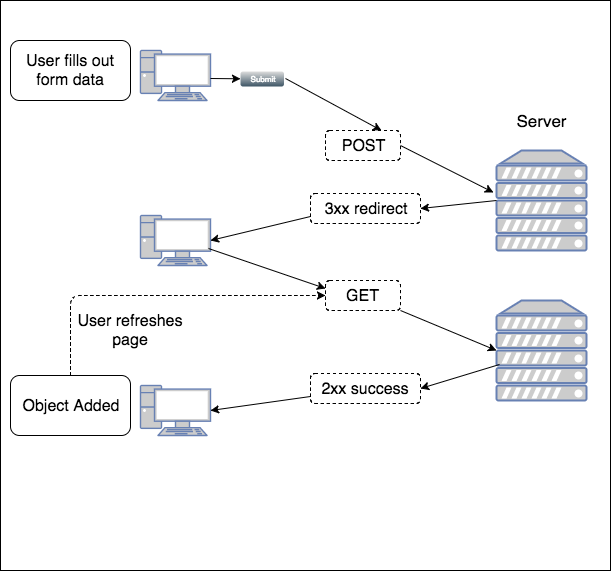 User fills out
form data
Submit
Server
POST
3xx redirect
GET
User refreshes
page
2xx success
Object Added